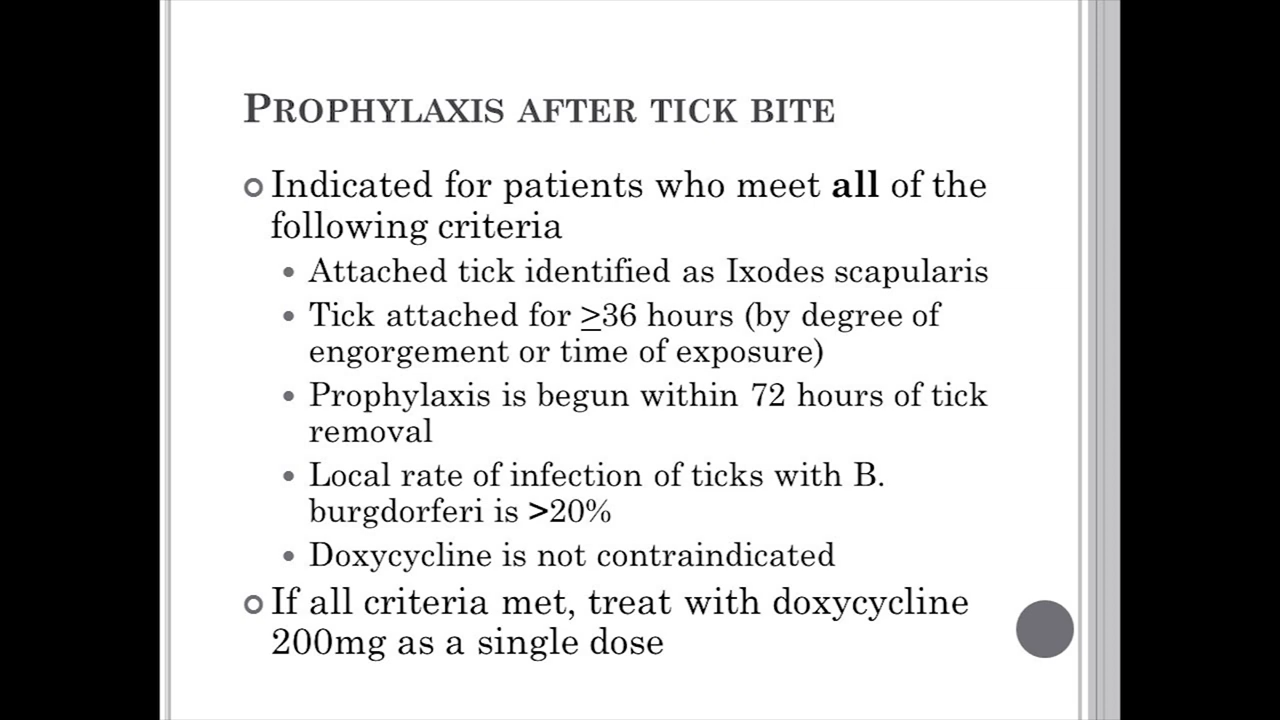 PROPHYLAXIS AFTER TICK BITE
Indicated for patients who meet all of the
following criteria
Attached tick identified as Ixodes scapularis
Tick attached for ≥36 hours (by degree of
engorgement or time of exposure)
Prophylaxis is begun within 72 hours of tick
removal
Local rate of infection of ticks with B.
burgdorferi is >20%
Doxycycline is not contraindicated
If all criteria met, treat with doxycycline
200mg as a single dose